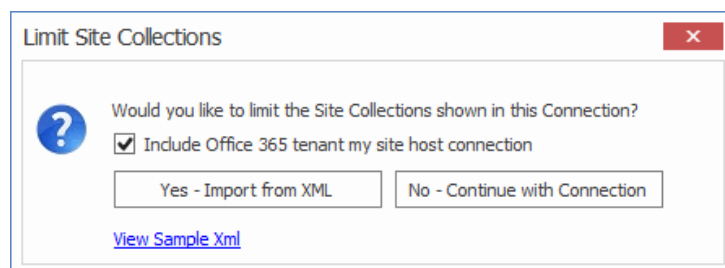 Limit Site Collections
Would you like to limit the Site Collections shown in this Connection?
Include Office 365 tenant my site host connection
Yes - Import from XML
No - Continue with Connection
View Sample Xml